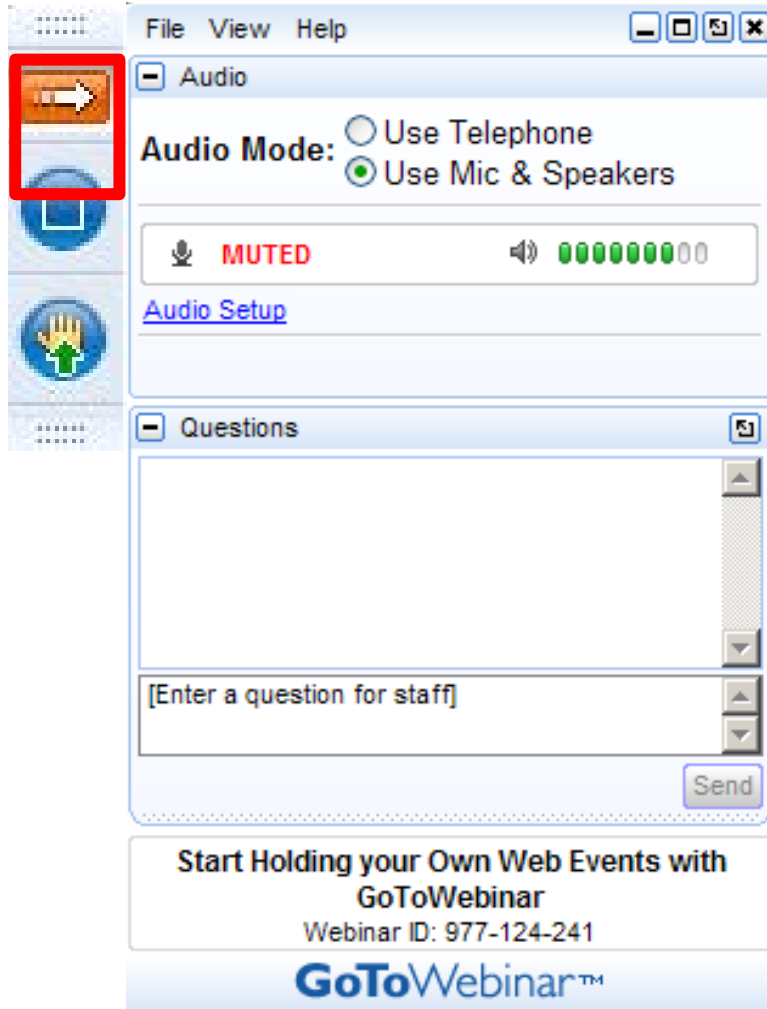 File View Help
Audio
Audio Mode: Use Telephone
Use Mic & Speakers
MUTED
Audio Setup
Questions
[Enter a question for staff]
Send
Start Holding your Own Web Events with
GoToWebinar
Webinar ID: 977-124-241
GoToWebinar™